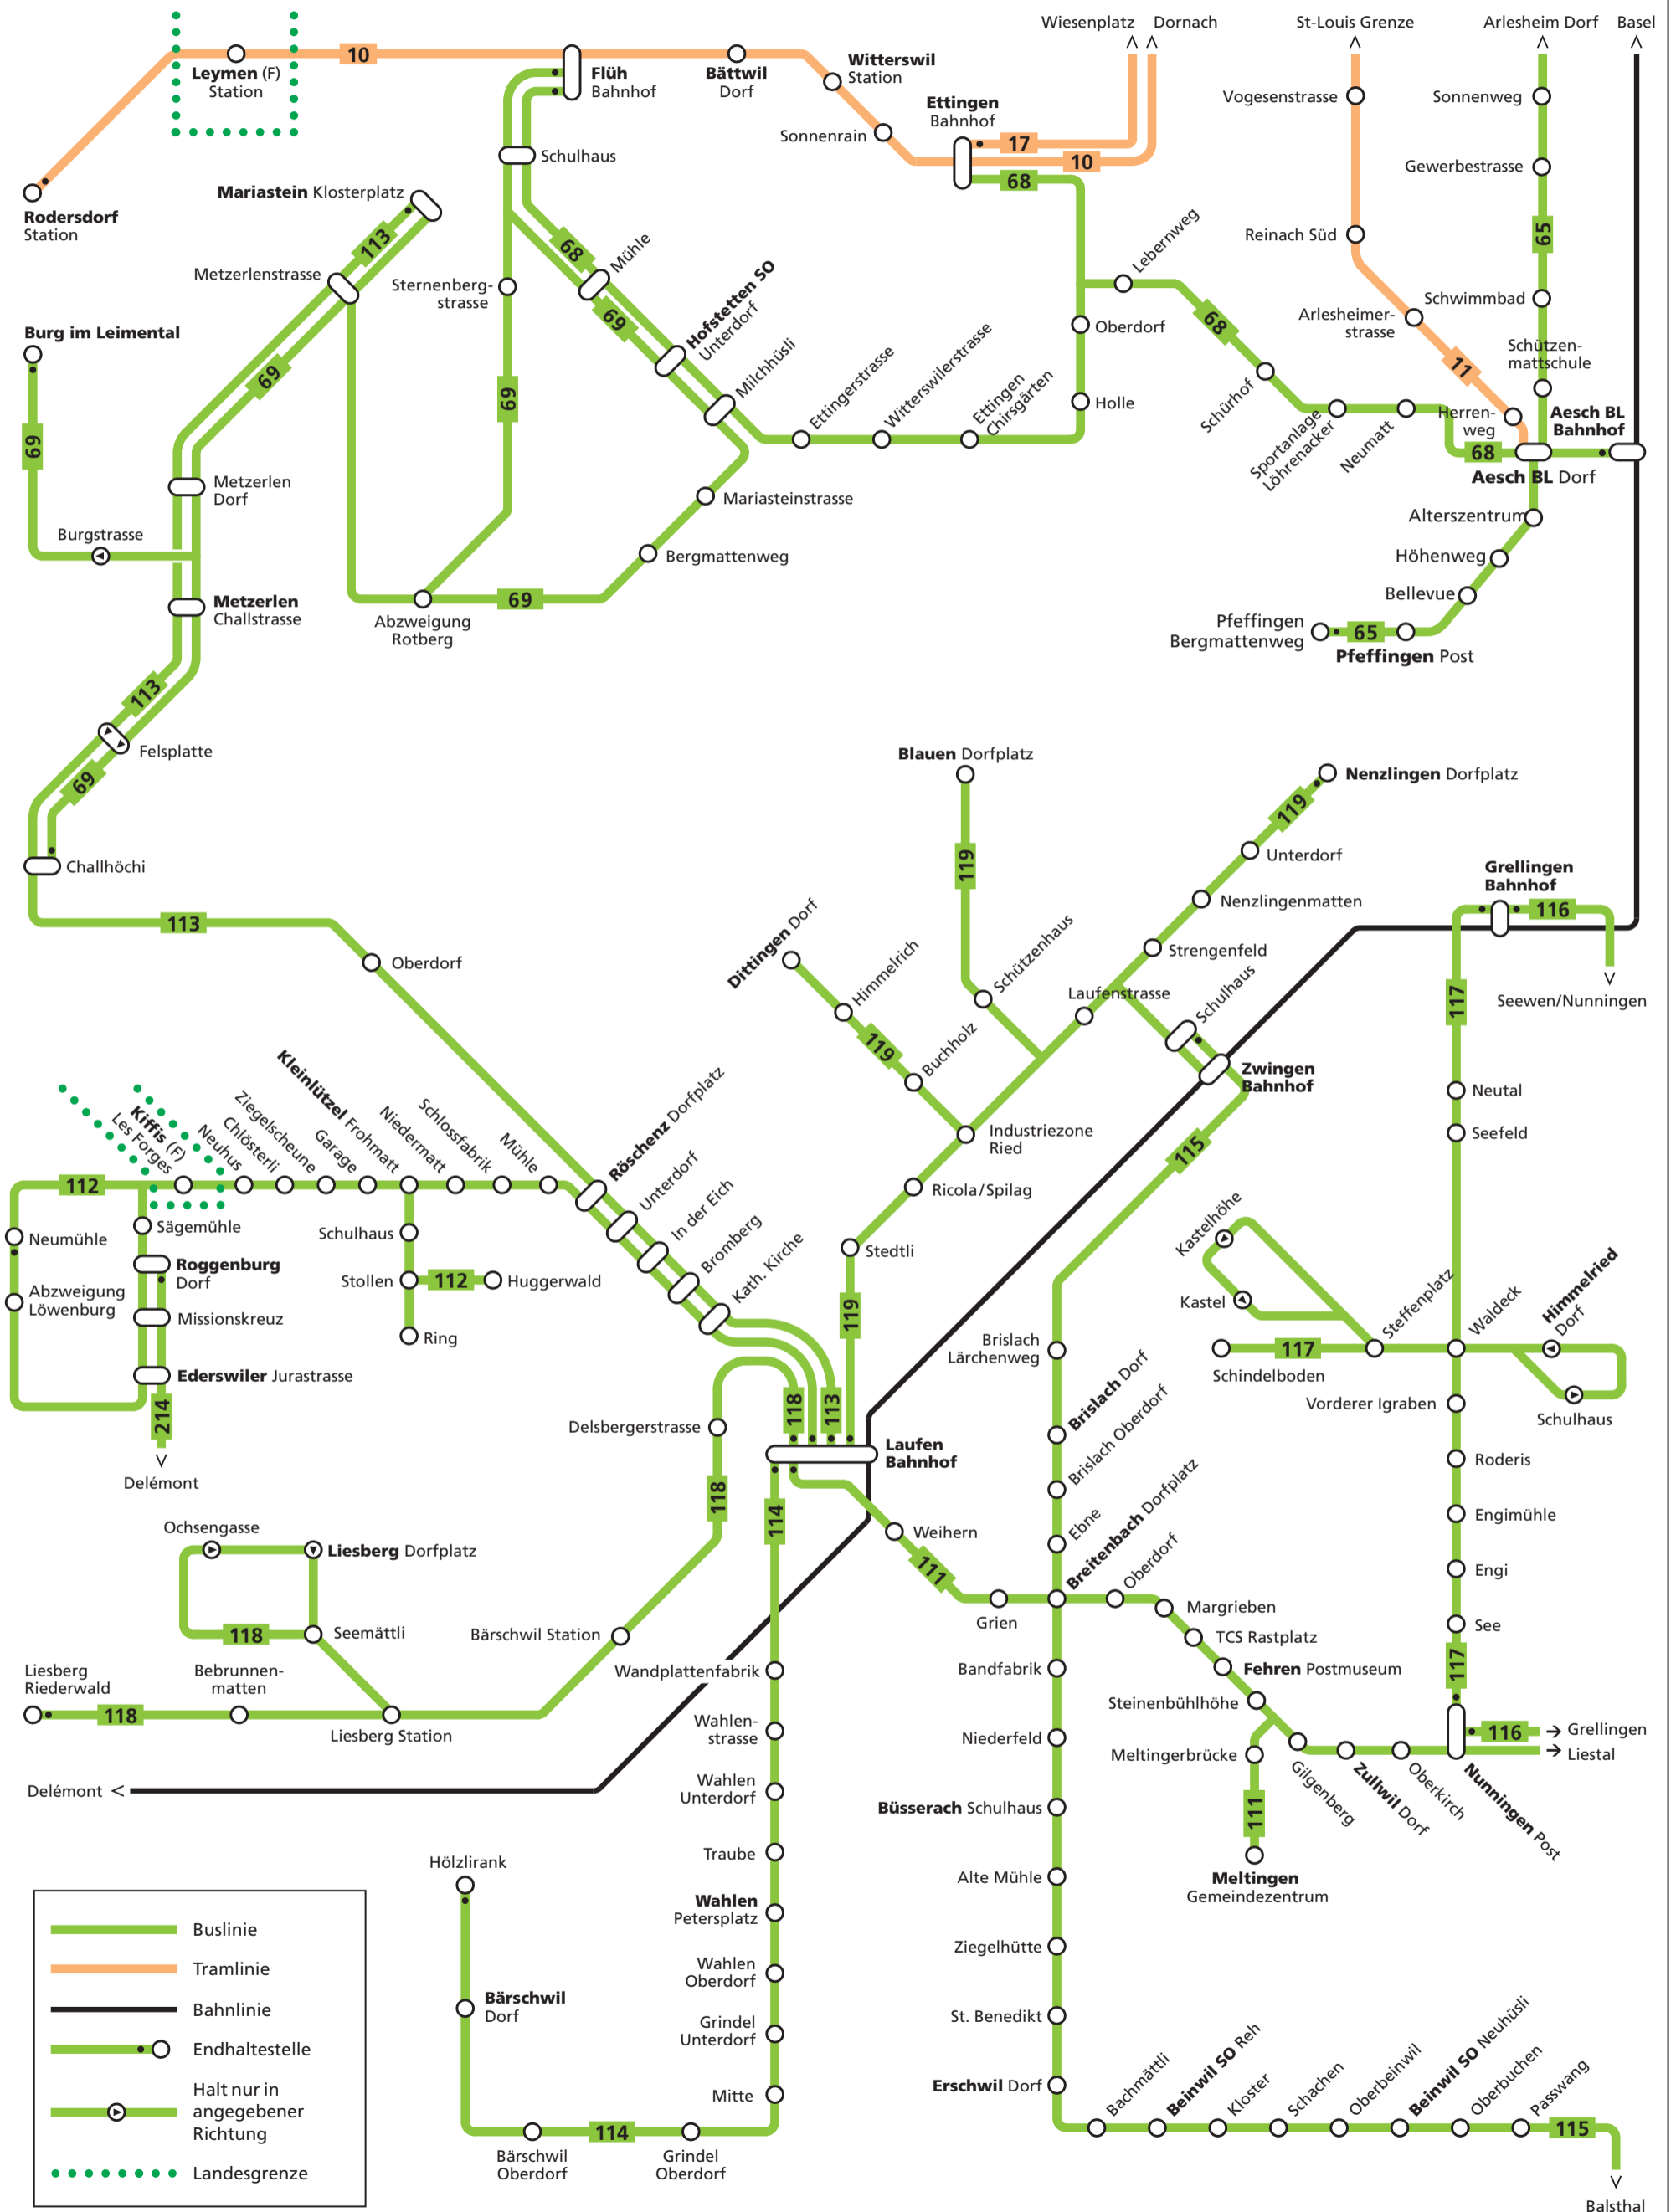 Wiesenplatz
Dornach
St-Louis Grenze
Arlesheim Dorf
Basel
10
Leymen (F)
Station
Flüh
Bahnhof
Bättwil
Dorf
Witterswil
Station
Sonnenrain
Ettingen
Bahnhof
17
10
68
Vogesenstrasse
Sonnenweg
Gewerbestrasse
65
Reinach Süd
Schwimmbad
Arlesheimer-
strasse
Schützen-
mattschule
11
Herren-
weg
Aesch BL
Bahnhof
68
Aesch BL Dorf
Rodersdorf
Station
Mariastein Klosterplatz
Schulhaus
113
Metzerlenstrasse
Sternenberg-
strasse
68
Mühle
69
Hofstetten SO
Unterdorf
Milchhüsli
Lebernweg
Oberdorf
68
Holle
Ettingerstrasse
Witterswilerstrasse
Ettingen
Chirsgärten
Schürhof
Sportanlage
Löhrenacker
Neumatt
Burg im Leimental
69
69
69
Metzerlen
Dorf
Burgstrasse
Metzerlen
Challstrasse
Mariasteinstrasse
Bergmattenweg
69
Abzweigung
Rotberg
Alterszentrum
Höhenweg
Bellevue
Pfeffingen
Bergmattenweg
65
Pfeffingen Post
113
Felsplatte
69
Challhöchi
113
Oberdorf
Blauen Dorfplatz
119
Nenzlingen Dorfplatz
119
Unterdorf
Nenzlingenmatten
Strengenfeld
Dittingen Dorf
Himmelrich
119
Buchholz
Schützenhaus
Laufenstrasse
Schulhaus
Zwingen
Bahnhof
Industriezone
Ried
Ricola/Spilag
Stedtli
119
115
Grellingen
Bahnhof
116
Seewen/Nunningen
117
Neutal
Seefeld
Kastelhöhe
Kastel
Steffenplatz
Waldeck
Himmelried
Dorf
117
Schindelboden
Vorderer Igraben
Schulhaus
Roderis
Engimühle
Engi
See
117
116
Grellingen
Liestal
Nunningen Post
Kiffis (F)
Les Forges
Neuhus
Chlösterli
Ziegelscheune
Garage
Kleinlützel Frohmatt
Niedermatt
Schlossfabrik
Mühle
Röschenz Dorfplatz
Unterdorf
In der Eich
Bromberg
Kath. Kirche
112
Neumühle
Sägemühle
Roggenburg
Dorf
Abzweigung
Löwenburg
Missionskreuz
Ederswiler Jurastrasse
214
Delémont
Schulhaus
Stollen
112
Huggerwald
Ring
Delsbergerstrasse
118
113
Laufen
Bahnhof
118
114
Ochsengasse
Liesberg Dorfplatz
118
Seemättli
Liesberg
Riederwald
118
Bebrunnen-
matten
Liesberg Station
Bärschwil Station
Delémont
Weihern
111
Grien
Brislach
Lärchenweg
Brislach Dorf
Brislach Oberdorf
Ebne
Breitenbach Dorfplatz
Oberdorf
Margrieben
TCS Rastplatz
Fehren Postmuseum
Steinenbühlhöhe
Meltingerbrücke
111
Meltingen
Gemeindezentrum
Gilgenberg
Zullwil Dorf
Oberkirch
Wandplattenfabrik
Wahlen-
strasse
Wahlen
Unterdorf
Traube
Wahlen
Petersplatz
Wahlen
Oberdorf
Grindel
Unterdorf
Mitte
Grindel
Oberdorf
114
Bärschwil
Oberdorf
Bärschwil
Dorf
Hölzlirank
Bandfabrik
Niederfeld
Büsserach Schulhaus
Alte Mühle
Ziegelhütte
St. Benedikt
Erschwil Dorf
Bachmättli
Beinwil SO Reh
Kloster
Schachen
Oberbeinwil
Beinwil SO Neuhüsli
Oberbuchen
Passwang
115
Balsthal
Buslinie
Tramlinie
Bahnlinie
Endhaltestelle
Halt nur in
angegebener
Richtung
Landesgrenze